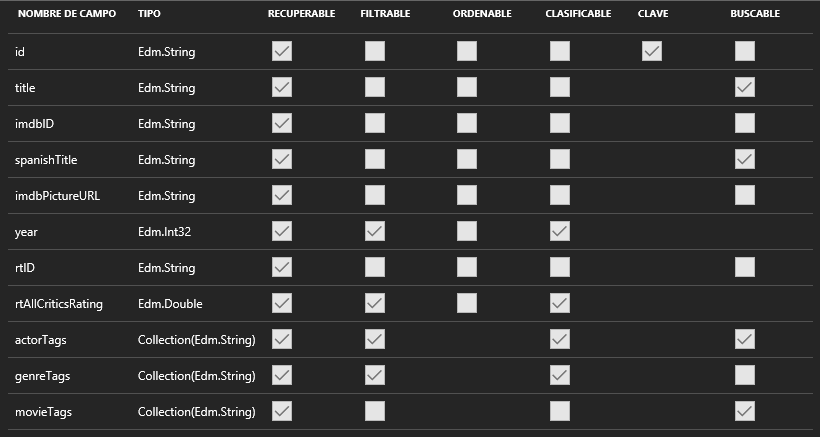 NOMBRE DE CAMPO TIPO RECUPERABLE FILTRABLE ORDENABLE CLASIFICABLE CLAVE BUSCABLE
id Edm.String
title Edm.String
imdbID Edm.String
spanishTitle Edm.String
imdbPictureURL Edm.String
year Edm.Int32
rtID Edm.String
rtAllCriticsRating Edm.Double
actorTags Collection(Edm.String)
genreTags Collection(Edm.String)
movieTags Collection(Edm.String)